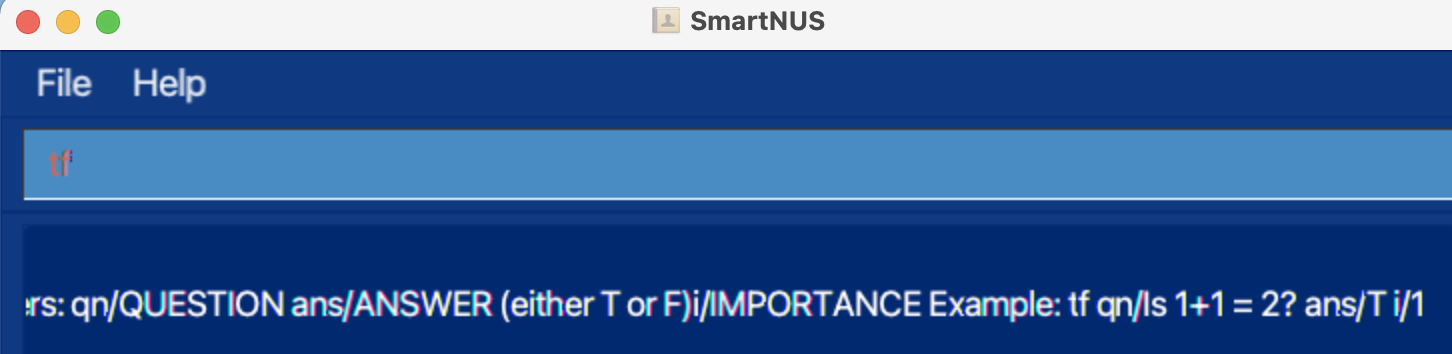 SmartNUS
File Help
tf
rs: qn/QUESTION ans/ANSWER (either T or F)i/IMPORTANCE Example: tf qn/Is 1+1 = 2? ans/T i/1